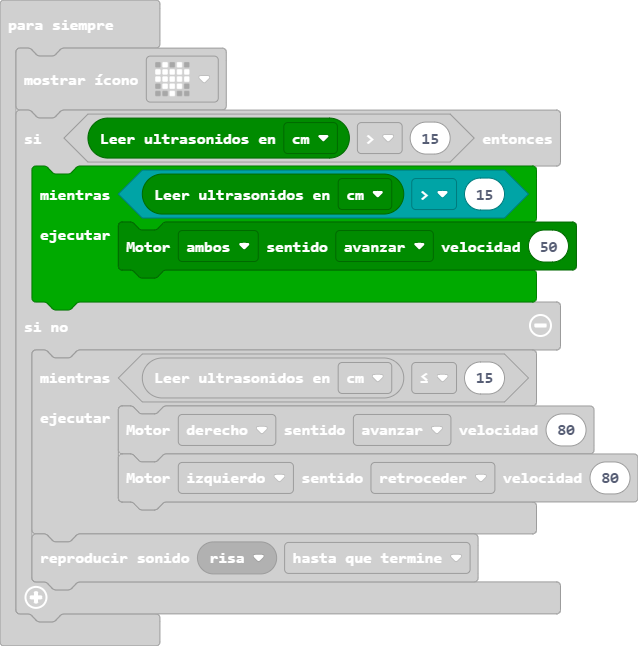 para siempre
mostrar ícono
si Leer ultrasonidos en cm > 15 entonces
mientras Leer ultrasonidos en cm > 15
ejecutar Motor ambos sentido avanzar velocidad 50
si no
mientras Leer ultrasonidos en cm ≤ 15
ejecutar Motor derecho sentido avanzar velocidad 80
Motor izquierdo sentido retroceder velocidad 80
reproducir sonido risa hasta que termine